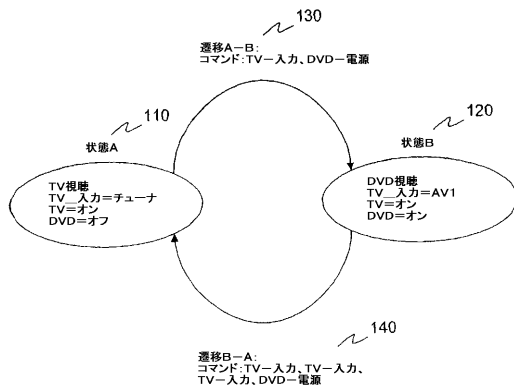 130
遷移A－B：
コマンド：TV－入力、DVD－電源
110
状態A
120
状態B
TV視聴
TV__入力＝チューナ
TV＝オン
DVD＝オフ
DVD視聴
TV__入力＝AV1
TV＝オン
DVD＝オン
140
遷移B－A：
コマンド：TV－入力、TV－入力、
TV－入力、DVD－電源